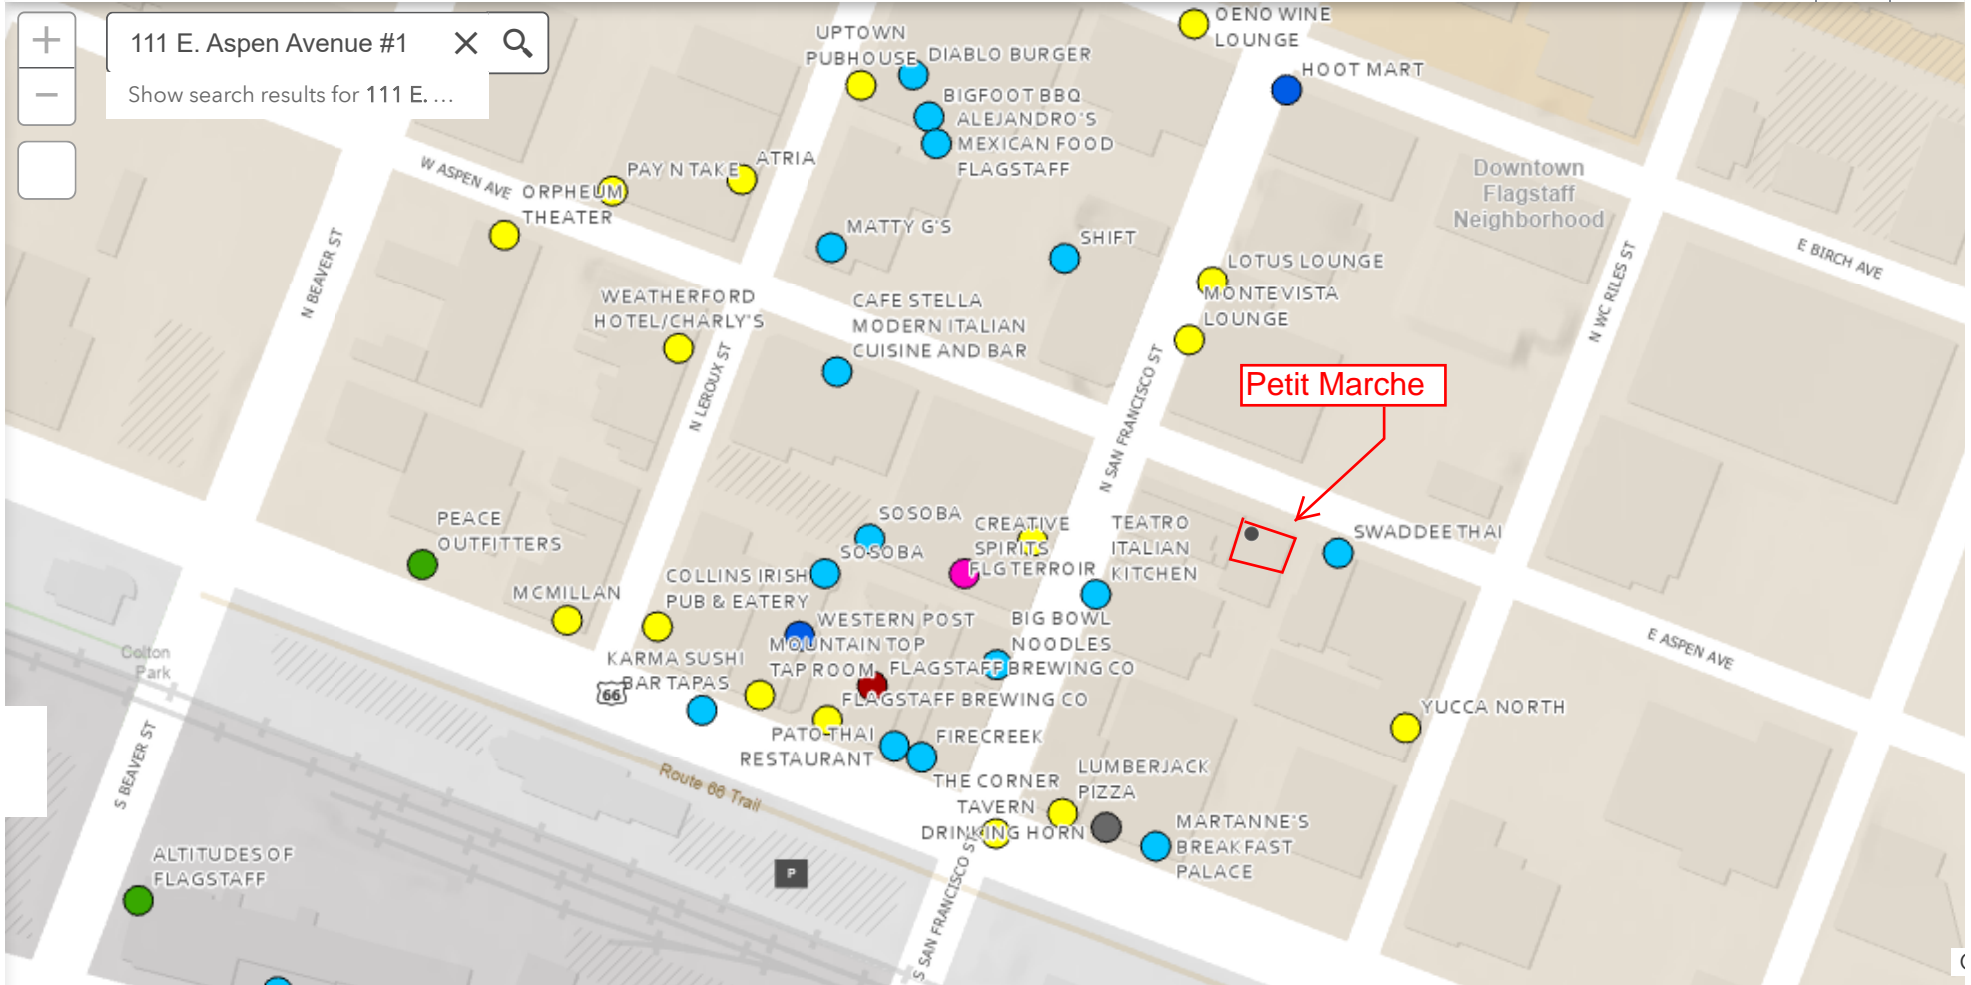 111 E. Aspen Avenue #1
Show search results for 111 E. ...
OENO WINE
LOUNGE
UPTOWN
PUBHOUSE
DIABLO BURGER
HOOT MART
BIGFOOT BBQ
ALEJANDRO'S
MEXICAN FOOD
FLAGSTAFF
W ASPEN AVE
PAY N TAKE
ATRIA
ORPHEUM
THEATER
Downtown
Flagstaff
Neighborhood
MATTY G'S
SHIFT
N BEAVER ST
E BIRCH AVE
N WC RILES ST
LOTUS LOUNGE
MONTE VISTA
LOUNGE
WEATHERFORD
HOTEL/CHARLY'S
CAFE STELLA
MODERN ITALIAN
CUISINE AND BAR
N LEROUX ST
N SAN FRANCISCO ST
Petit Marche
PEACE
OUTFITTERS
SOSOBA
SOSOBA
CREATIVE
SPIRITS
FLGTERROIR
TEATRO
ITALIAN
KITCHEN
SWADDEE THAI
MCMILLAN
COLLINS IRISH
PUB & EATERY
WESTERN POST
MOUNTAIN TOP
TAP ROOM
BIG BOWL
NOODLES
FLAGSTAFF BREWING CO
FLAGSTAFF BREWING CO
E ASPEN AVE
Colton
Park
KARMA SUSHI
BAR TAPAS
66
YUCCA NORTH
PATO THAI
RESTAURANT
FIRECREEK
Route 66 Trail
S BEAVER ST
THE CORNER
TAVERN
DRINKING HORN
LUMBERJACK
PIZZA
MARTANNE'S
BREAKFAST
PALACE
ALTITUDES OF
FLAGSTAFF
P
S SAN FRANCISCO ST